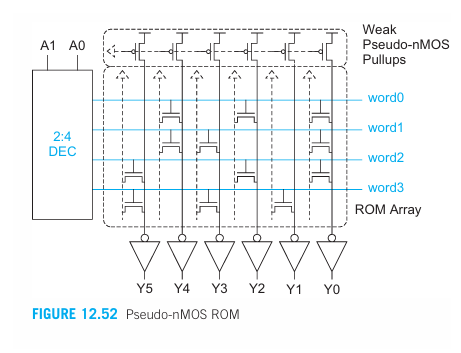 Weak
Pseudo-nMOS
Pullups
A1 A0
word0
word1
2:4
DEC
word2
word3
ROM Array
Y5 Y4 Y3 Y2 Y1 Y0
FIGURE 12.52 Pseudo-nMOS ROM